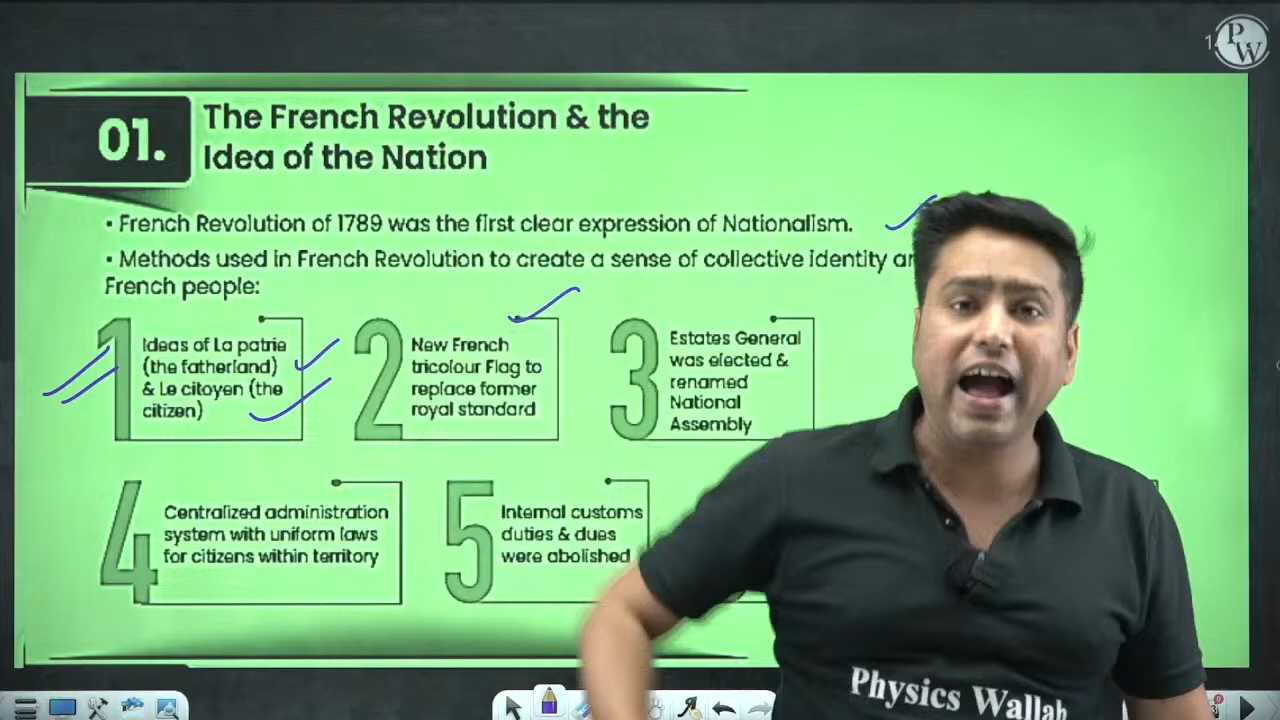 PW
01.
The French Revolution & the
Idea of the Nation
• French Revolution of 1789 was the first clear expression of Nationalism.
• Methods used in French Revolution to create a sense of collective identity
French people:
1
Ideas of La patrie
(the fatherland)
& Le citoyen (the
citizen)
2
New French
tricolour Flag to
replace former
royal standard
3
Estates General
was elected &
renamed
National
Assembly
4
Centralized administration
system with uniform laws
for citizens within territory
5
Internal customs
duties & dues
were abolished
Physics Wallah